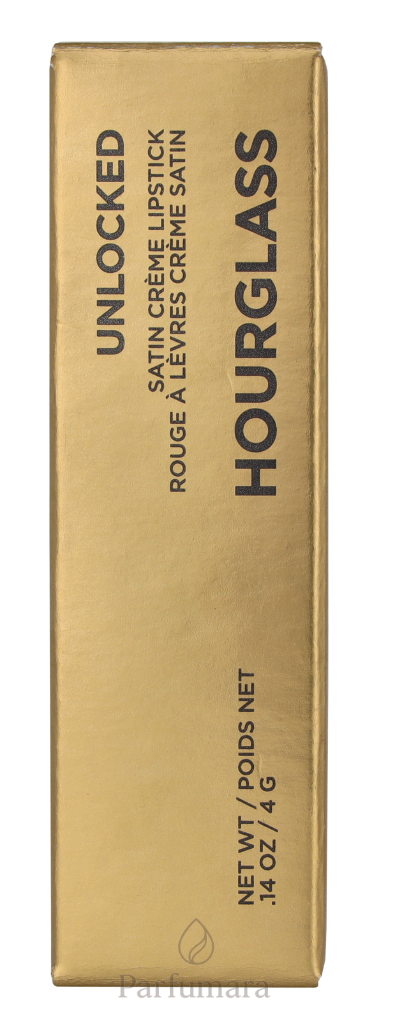 UNLOCKED
SATIN CRÈME LIPSTICK
ROUGE À LÈVRES CRÈME SATIN
HOURGLASS
NET WT / POIDS NET
.14 OZ / 4 G
Parfumara